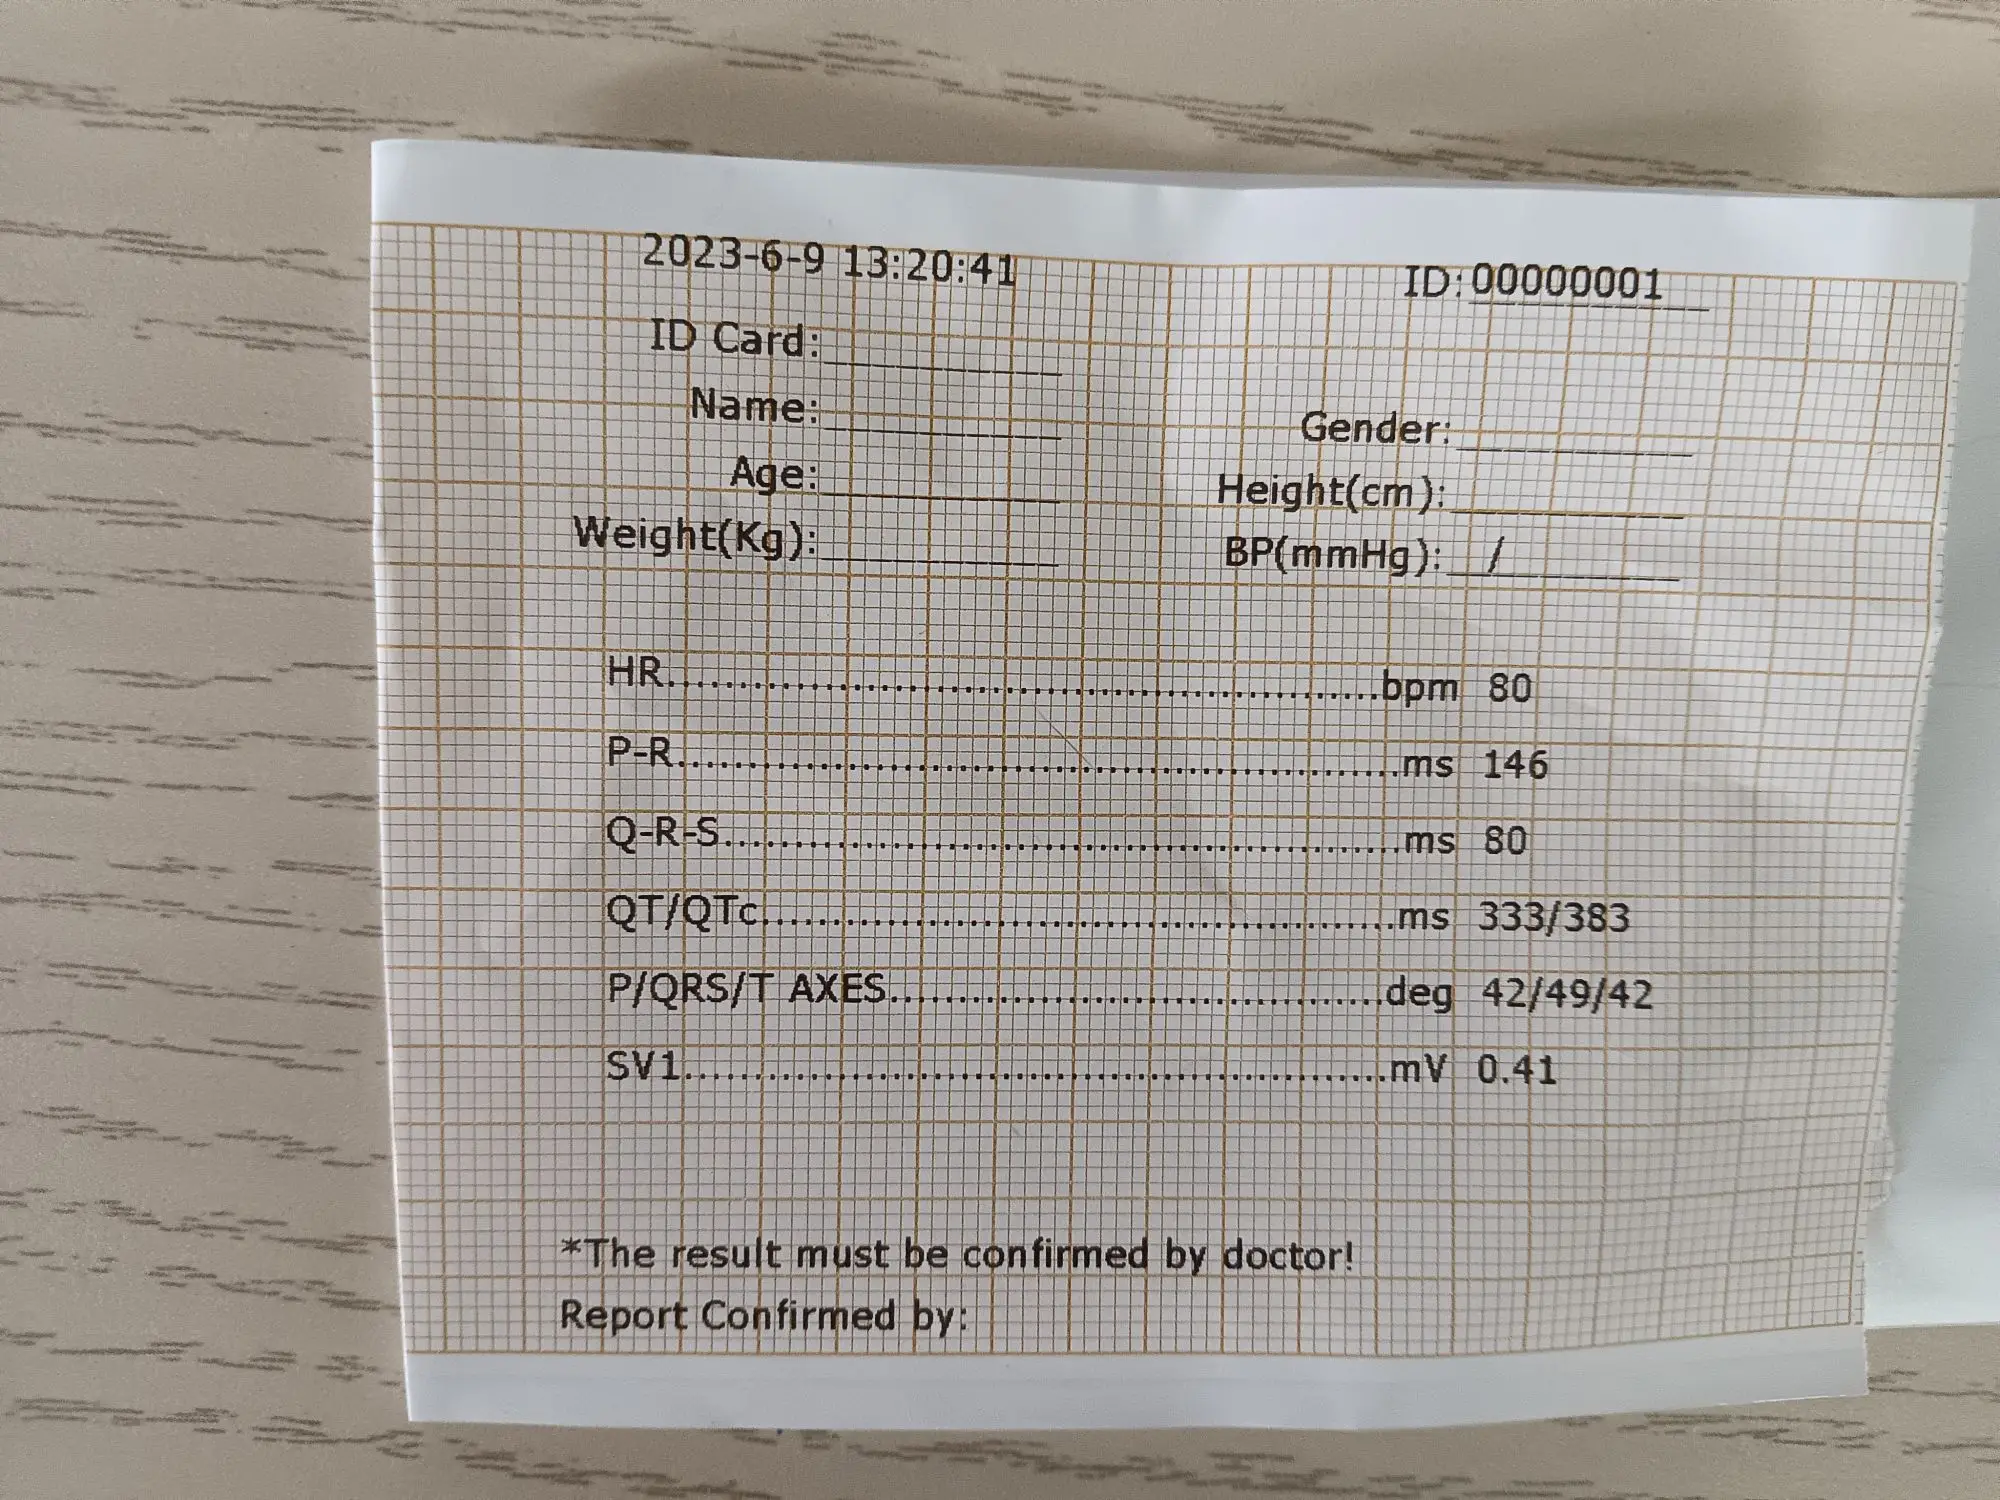 2023-6-9 13:20:41 ID:00000001
ID Card:
Name: Gender:
Age: Height(cm):
Weight(Kg): BP(mmHg): /
HR..........................................................bpm 80
P-R..........................................................ms 146
Q-R-S.......................................................ms 80
QT/QTc....................................................ms 333/383
P/QRS/T AXES........................................deg 42/49/42
SV1.........................................................mV 0.41
*The result must be confirmed by doctor!
Report Confirmed by: